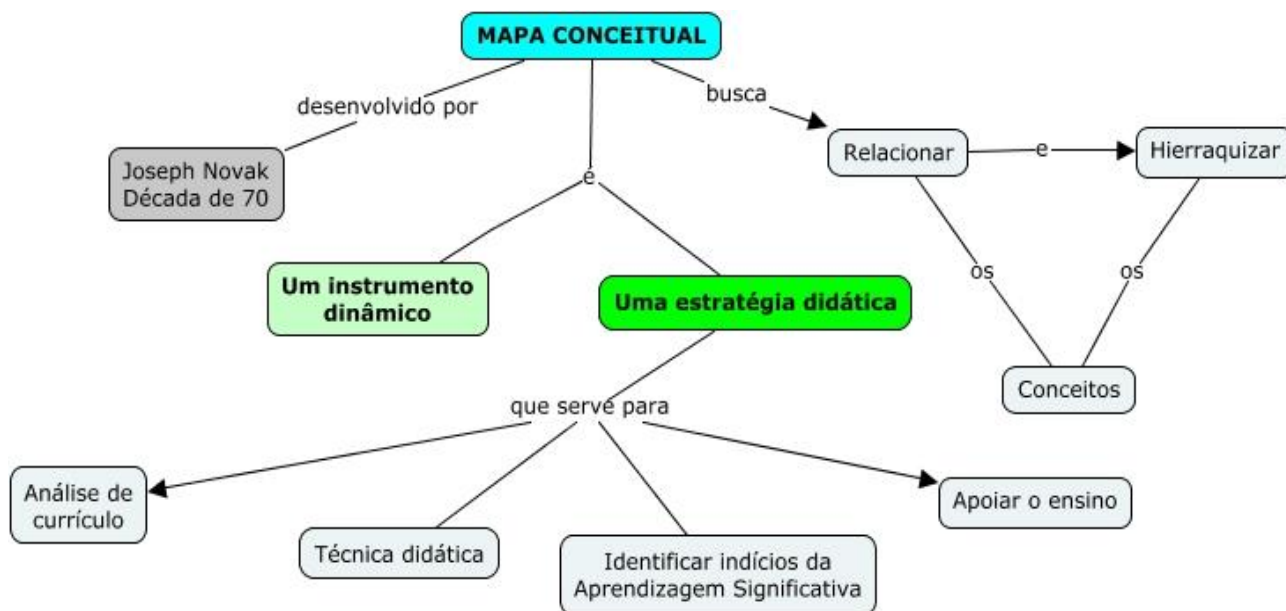 MAPA CONCEITUAL
desenvolvido por
busca
Joseph Novak
Década de 70
Relacionar
e
Hierraquizar
é
Um instrumento
dinâmico
Uma estratégia didática
os
os
Conceitos
que serve para
Análise de
currículo
Técnica didática
Identificar indícios da
Aprendizagem Significativa
Apoiar o ensino